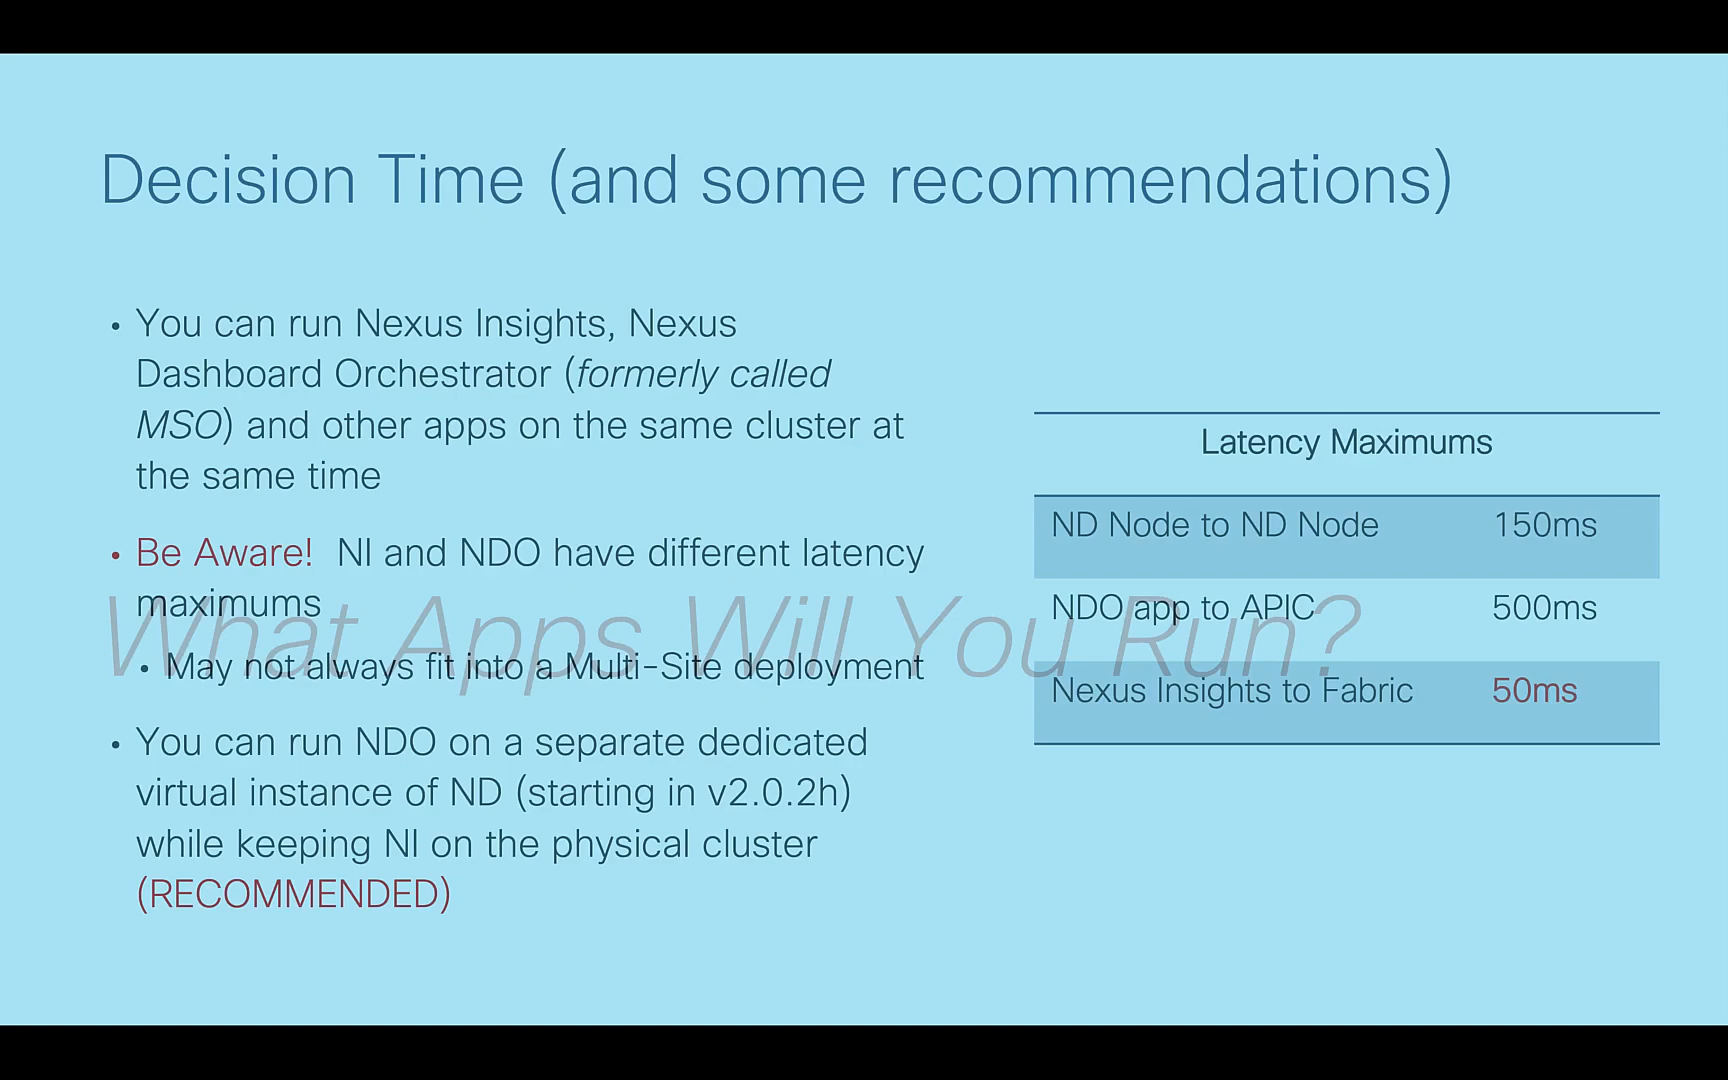 Decision Time (and some recommendations)
• You can run Nexus Insights, Nexus
Dashboard Orchestrator (formerly called
MSO) and other apps on the same cluster at
the same time
• Be Aware!  NI and NDO have different latency
maximums
• May not always fit into a Multi-Site deployment
• You can run NDO on a separate dedicated
virtual instance of ND (starting in v2.0.2h)
while keeping NI on the physical cluster
(RECOMMENDED)
What Apps Will You Run?
Latency Maximums
ND Node to ND Node 150ms
NDO app to APIC 500ms
Nexus Insights to Fabric 50ms